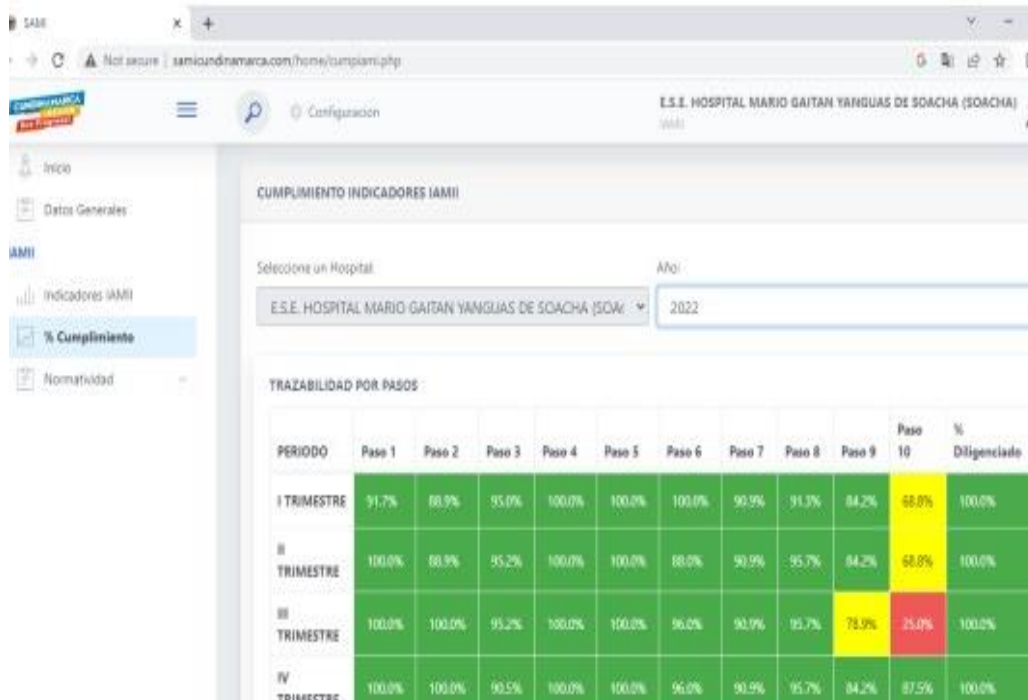 SAMI
Not secure | samicundinamarca.com/home/cumpiami.php
CUNDINAMARCA
Configuracion
E.S.E. HOSPITAL MARIO GAITAN YANGUAS DE SOACHA (SOACHA)
Inicio
Datos Generales
IAMII
Indicadores IAMII
% Cumplimiento
Normatividad
CUMPLIMIENTO INDICADORES IAMII
Seleccione un Hospital:
Año:
E.S.E. HOSPITAL MARIO GAITAN YANGUAS DE SOACHA (SOA
2022
TRAZABILIDAD POR PASOS
PERIODO Paso 1 Paso 2 Paso 3 Paso 4 Paso 5 Paso 6 Paso 7 Paso 8 Paso 9 Paso 10 % Diligenciado
I TRIMESTRE 91.7% 88.9% 95.0% 100.0% 100.0% 100.0% 90.9% 91.3% 84.2% 68.8% 100.0%
II TRIMESTRE 100.0% 88.9% 95.2% 100.0% 100.0% 88.0% 90.9% 95.7% 84.2% 68.8% 100.0%
III TRIMESTRE 100.0% 100.0% 95.2% 100.0% 100.0% 96.0% 90.9% 95.7% 78.9% 25.0% 100.0%
IV TRIMESTRE 100.0% 100.0% 90.5% 100.0% 100.0% 96.0% 90.9% 95.7% 84.2% 87.5% 100.0%